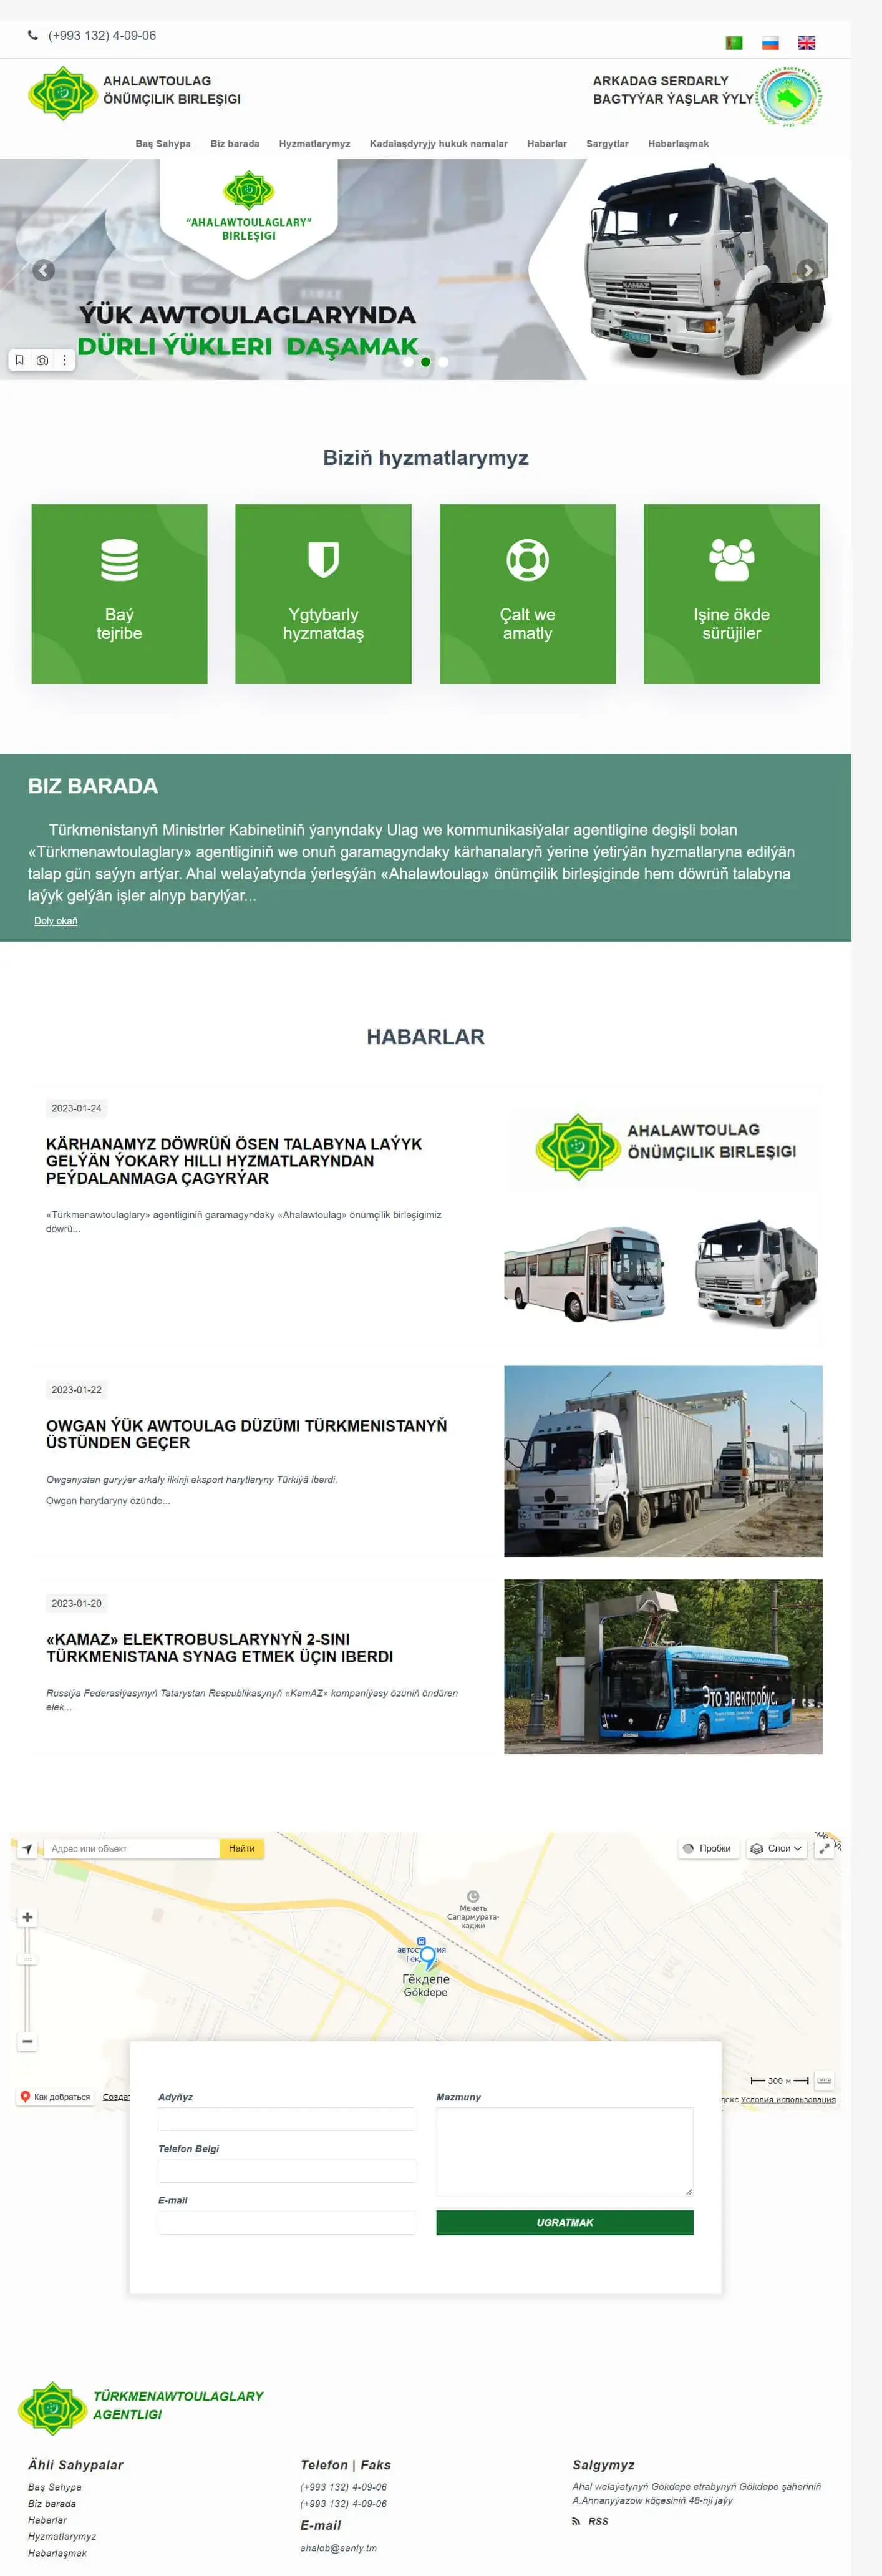 (+993 132) 4-09-06
AHALAWTOULAG
ÖNÜMÇILIK BIRLEŞIGI
ARKADAG SERDARLY
BAGTYÝAR ÝAŞLAR ÝYLY
Baş Sahypa Biz barada Hyzmatlarymyz Kadalaşdyryjy hukuk namalar Habarlar Sargytlar Habarlaşmak
"AHALAWTOULAGLARY"
BIRLEŞIGI
KAMAZ
ÝÜK AWTOULAGLARYNDA
DÜRLI ÝÜKLERI DAŞAMAK
Biziň hyzmatlarymyz
Baý
tejribe
Ygtybarly
hyzmatdaş
Çalt we
amatly
Işine ökde
sürüjiler
BIZ BARADA
Türkmenistanyň Ministrler Kabinetiniň ýanyndaky Ulag we kommunikasiýalar agentligine degişli bolan
«Türkmenawtoulaglary» agentliginiň we onuň garamagyndaky kärhanalaryň ýerine ýetirýän hyzmatlaryna edilýän
talap gün saýyn artýar. Ahal welaýatynda ýerleşýän «Ahalawtoulag» önümçilik birleşiginde hem döwrüň talabyna
laýyk gelýän işler alnyp barylýar...
Doly okaň
HABARLAR
2023-01-24
KÄRHANAMYZ DÖWRÜŇ ÖSEN TALABYNA LAÝYK
GELÝÄN ÝOKARY HILLI HYZMATLARYNDAN
PEÝDALANMAGA ÇAGYRÝAR
«Türkmenawtoulaglary» agentliginiň garamagyndaky «Ahalawtoulag» önümçilik birleşigimiz
döwrü...
AHALAWTOULAG
ÖNÜMÇILIK BIRLEŞIGI
2023-01-22
OWGAN ÝÜK AWTOULAG DÜZÜMI TÜRKMENISTANYŇ
ÜSTÜNDEN GEÇER
Owganystan guryýer arkaly ilkinji eksport harytlaryny Türkiýä iberdi.
Owgan harytlaryny özünde...
2023-01-20
«KAMAZ» ELEKTROBUSLARYNYŇ 2-SINI
TÜRKMENISTANA SYNAG ETMEK ÜÇIN IBERDI
Russiýa Federasiýasynyň Tatarystan Respublikasynyň «KamAZ» kompaniýasy özüniň öndüren
elek...
Это электробус.
Адрес или объект
Найти
Пробки
Слои
Мечеть
Сапармурата-
хаджи
Гёкдепе
Gökdepe
300 м
Как добраться
Созда
Условия использования
Adyňyz
Telefon Belgi
E-mail
Mazmuny
UGRATMAK
TÜRKMENAWTOULAGLARY
AGENTLIGI
Ähli Sahypalar
Baş Sahypa
Biz barada
Habarlar
Hyzmatlarymyz
Habarlaşmak
Telefon | Faks
(+993 132) 4-09-06
(+993 132) 4-09-06
E-mail
ahalob@sanly.tm
Salgymyz
Ahal welaýatynyň Gökdepe etrabynyň Gökdepe şäheriniň
A.Annanyýazow köçesiniň 48-nji jaýy
RSS